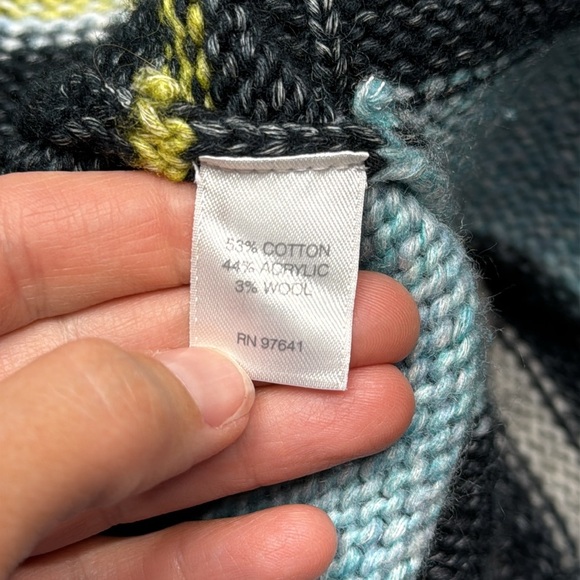 53% COTTON
44% ACRYLIC
3% WOOL
RN 97641